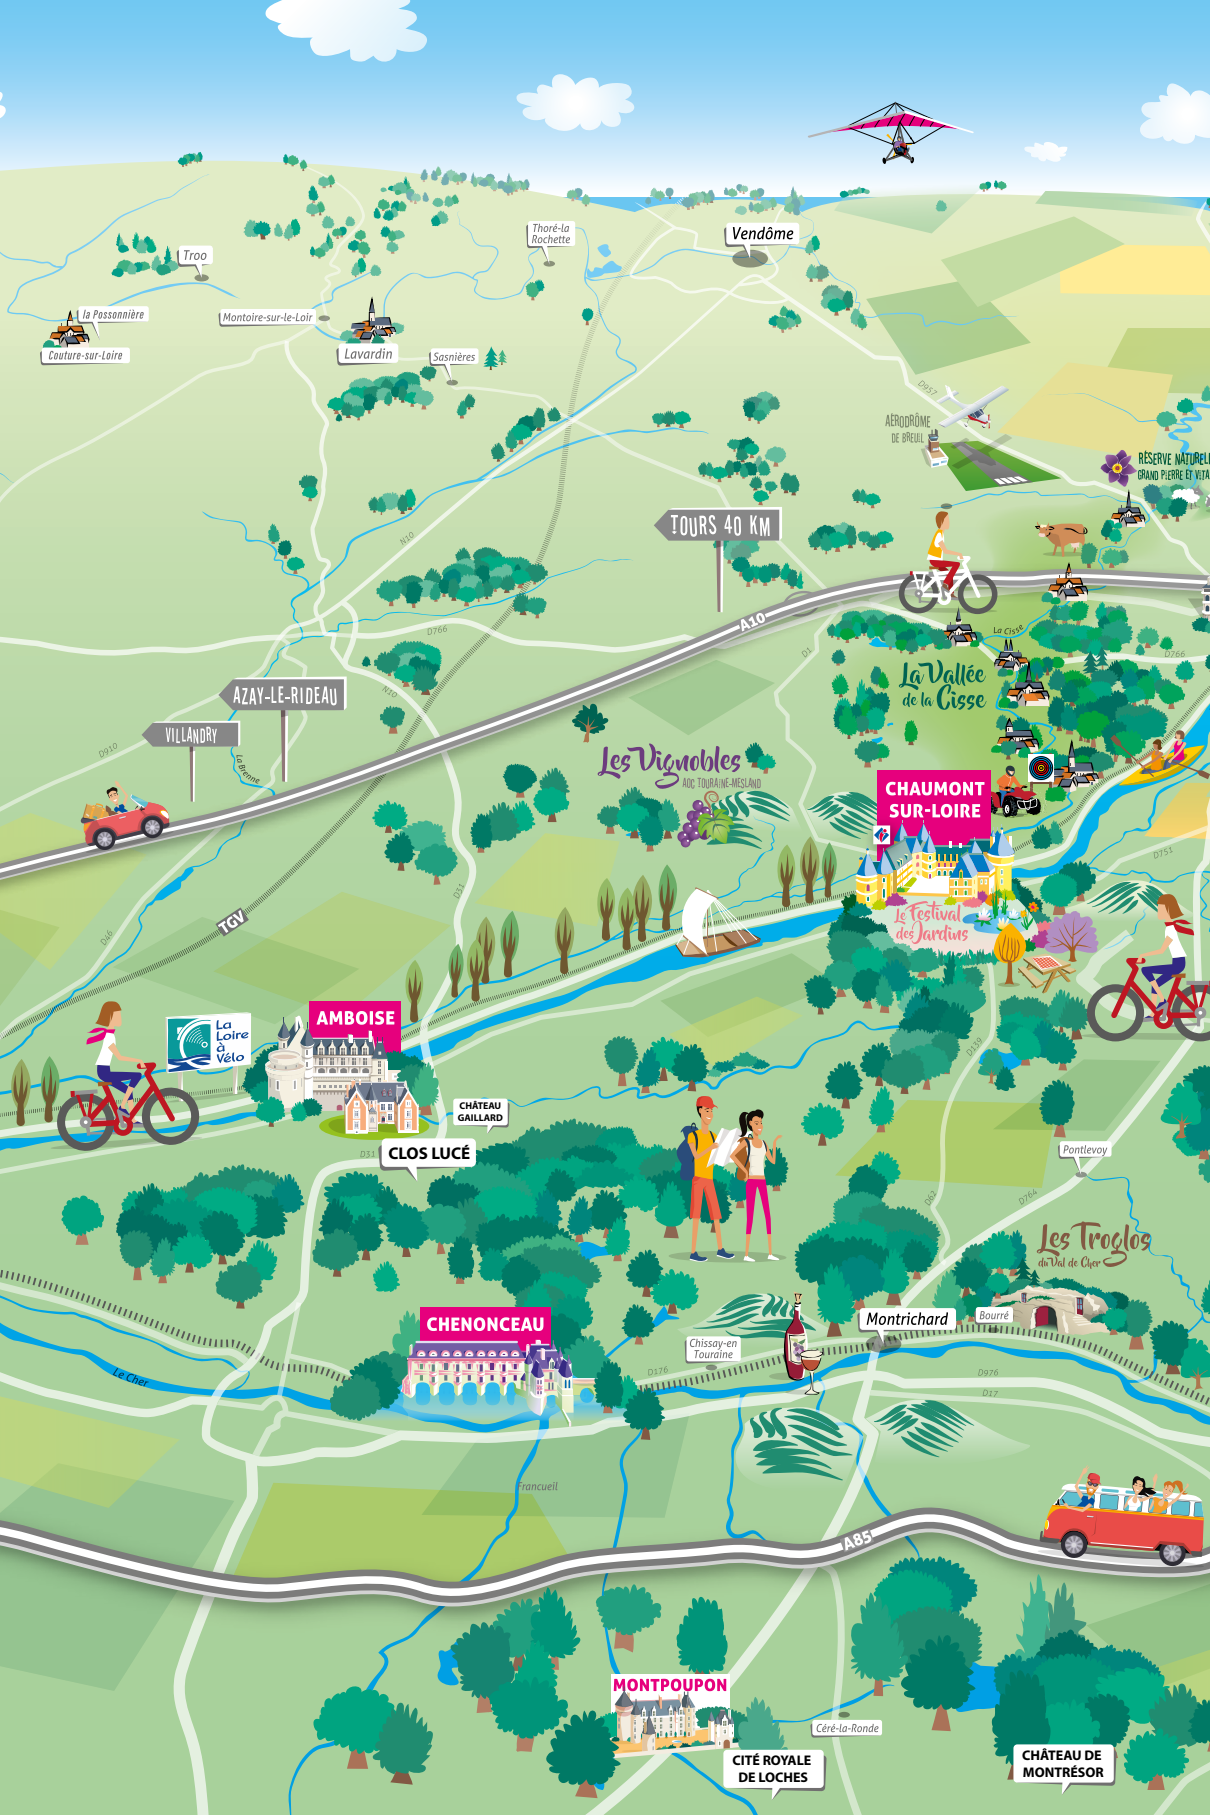 Thoré-la
Rochette
Vendôme
Troo
la Possonnière
Couture-sur-Loire
Montoire-sur-le-Loir
Lavardin
Sasnières
D957
AÉRODRÔME
DE BREUIL
RÉSERVE NATURELL
GRAND PIERRE ET VITA
TOURS 40 KM
N10
A10
D766
La Cisse
D1
D766
La Vallée
de la Cisse
AZAY-LE-RIDEAU
N10
VILLANDRY
D910
La Brenne
Les Vignobles
AOC TOURAINE-MESLAND
CHAUMONT
SUR-LOIRE
D751
D31
Le Festival
des Jardins
TGV
D46
AMBOISE
La
Loire
à
Vélo
D139
CHÂTEAU
GAILLARD
D31
CLOS LUCÉ
Pontlevoy
D62
D764
Les Troglos
du Val de Cher
CHENONCEAU
Montrichard
Bourré
Chissay-en
Touraine
D176
Le Cher
D976
D17
Francueil
A85
MONTPOUPON
Céré-la-Ronde
CITÉ ROYALE
DE LOCHES
CHÂTEAU DE
MONTRÉSOR